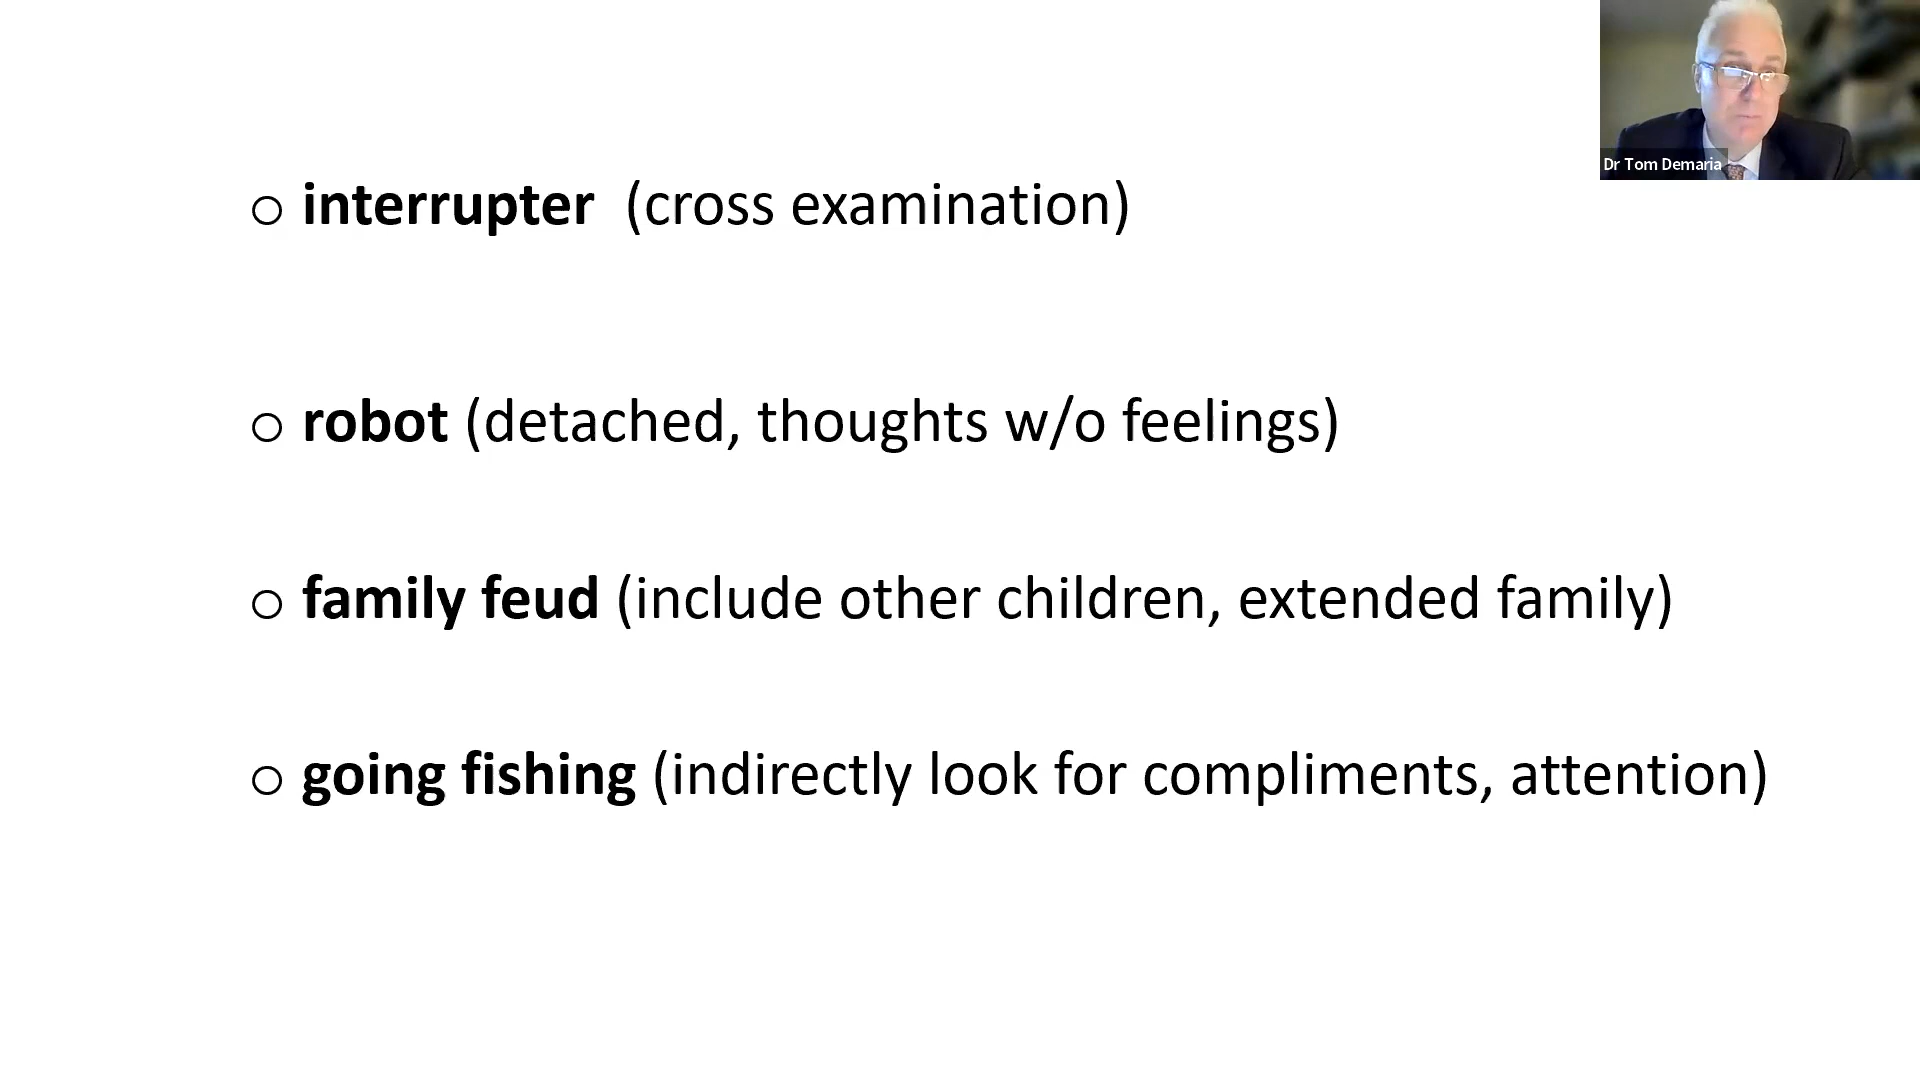 Dr Tom Demaria
o interrupter (cross examination)
o robot (detached, thoughts w/o feelings)
o family feud (include other children, extended family)
o going fishing (indirectly look for compliments, attention)